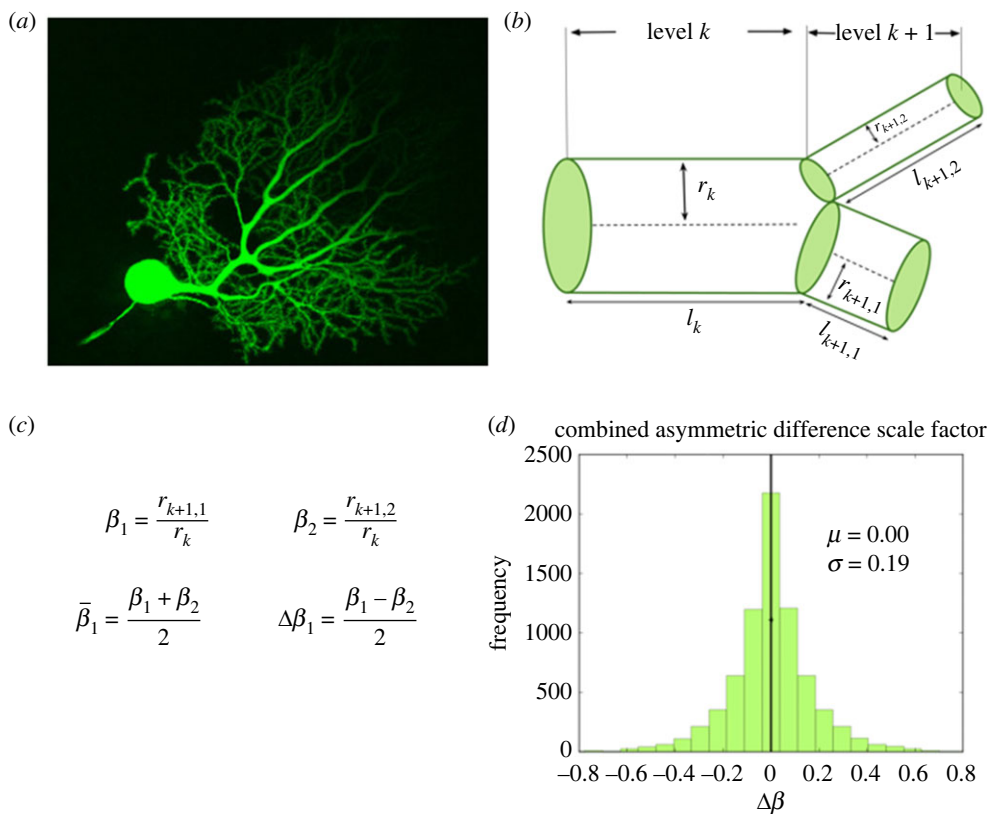 (a)
(b)
level k
level k + 1
r_k
r_{k+1,2}
l_{k+1,2}
r_{k+1,1}
l_{k+1,1}
l_k
(c)
β_1 = r_{k+1,1} / r_k
β_2 = r_{k+1,2} / r_k
β̄_1 = (β_1 + β_2) / 2
Δβ_1 = (β_1 – β_2) / 2
(d)
combined asymmetric difference scale factor
2500
2000
1500
1000
500
0
frequency
μ = 0.00
σ = 0.19
–0.8 –0.6 –0.4 –0.2 0 0.2 0.4 0.6 0.8
Δβ